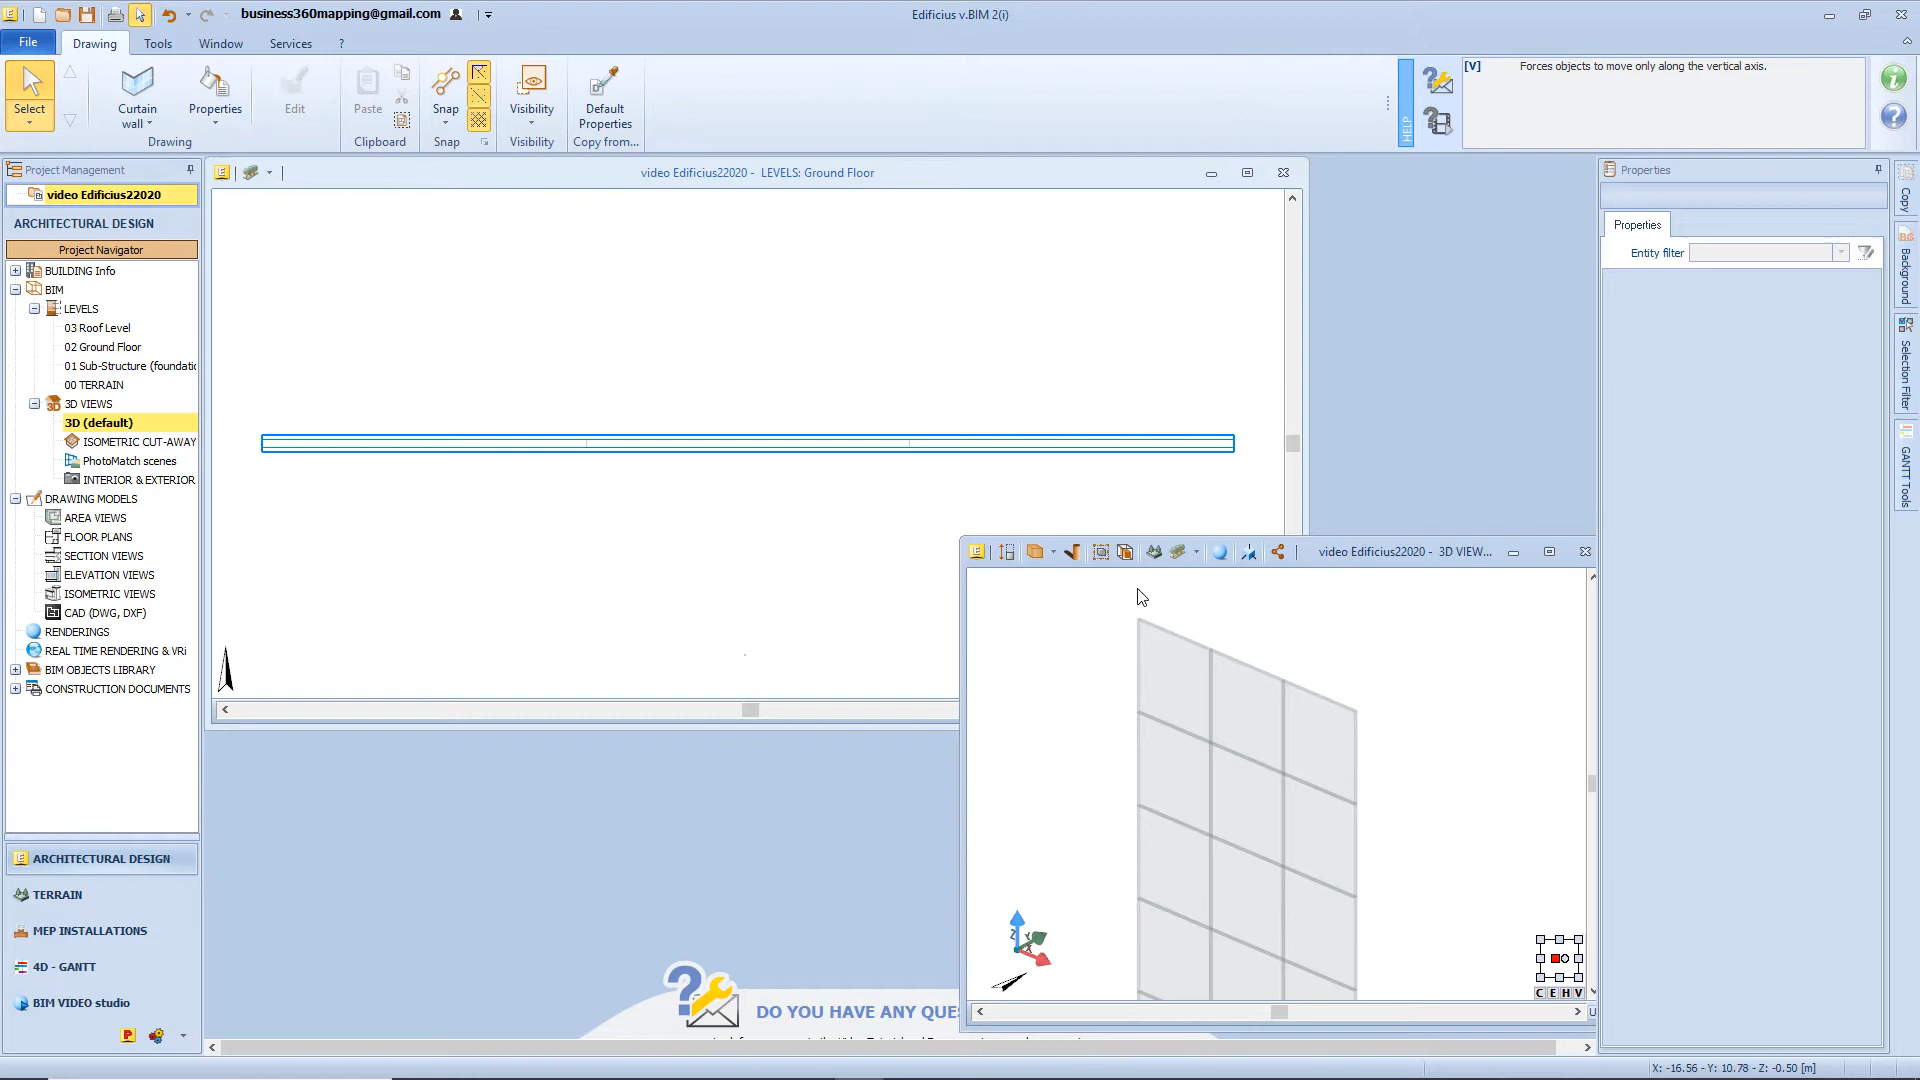 business360mapping@gmail.com
Edificius v.BIM 2(i)
File
Drawing
Tools
Window
Services
?
Select
Curtain
wall
Properties
Edit
Paste
Snap
Visibility
Default
Properties
Drawing
Clipboard
Snap
Visibility
Copy from...
HELP
[V]
Forces objects to move only along the vertical axis.
Project Management
video Edificius22020
ARCHITECTURAL DESIGN
Project Navigator
BUILDING Info
BIM
LEVELS
03 Roof Level
02 Ground Floor
01 Sub-Structure (foundatic
00 TERRAIN
3D VIEWS
3D (default)
ISOMETRIC CUT-AWAY
PhotoMatch scenes
INTERIOR & EXTERIOR
DRAWING MODELS
AREA VIEWS
FLOOR PLANS
SECTION VIEWS
ELEVATION VIEWS
ISOMETRIC VIEWS
CAD (DWG, DXF)
RENDERINGS
REAL TIME RENDERING & VRi
BIM OBJECTS LIBRARY
CONSTRUCTION DOCUMENTS
ARCHITECTURAL DESIGN
TERRAIN
MEP INSTALLATIONS
4D - GANTT
BIM VIDEO studio
video Edificius22020 - LEVELS: Ground Floor
video Edificius22020 - 3D VIEW...
Z
Y
X
C E H V
DO YOU HAVE ANY QUE
Properties
Properties
Entity filter
Copy
Background
Selection Filter
GANTT Tools
X: -16.56 - Y: 10.78 - Z: -0.50 [m]